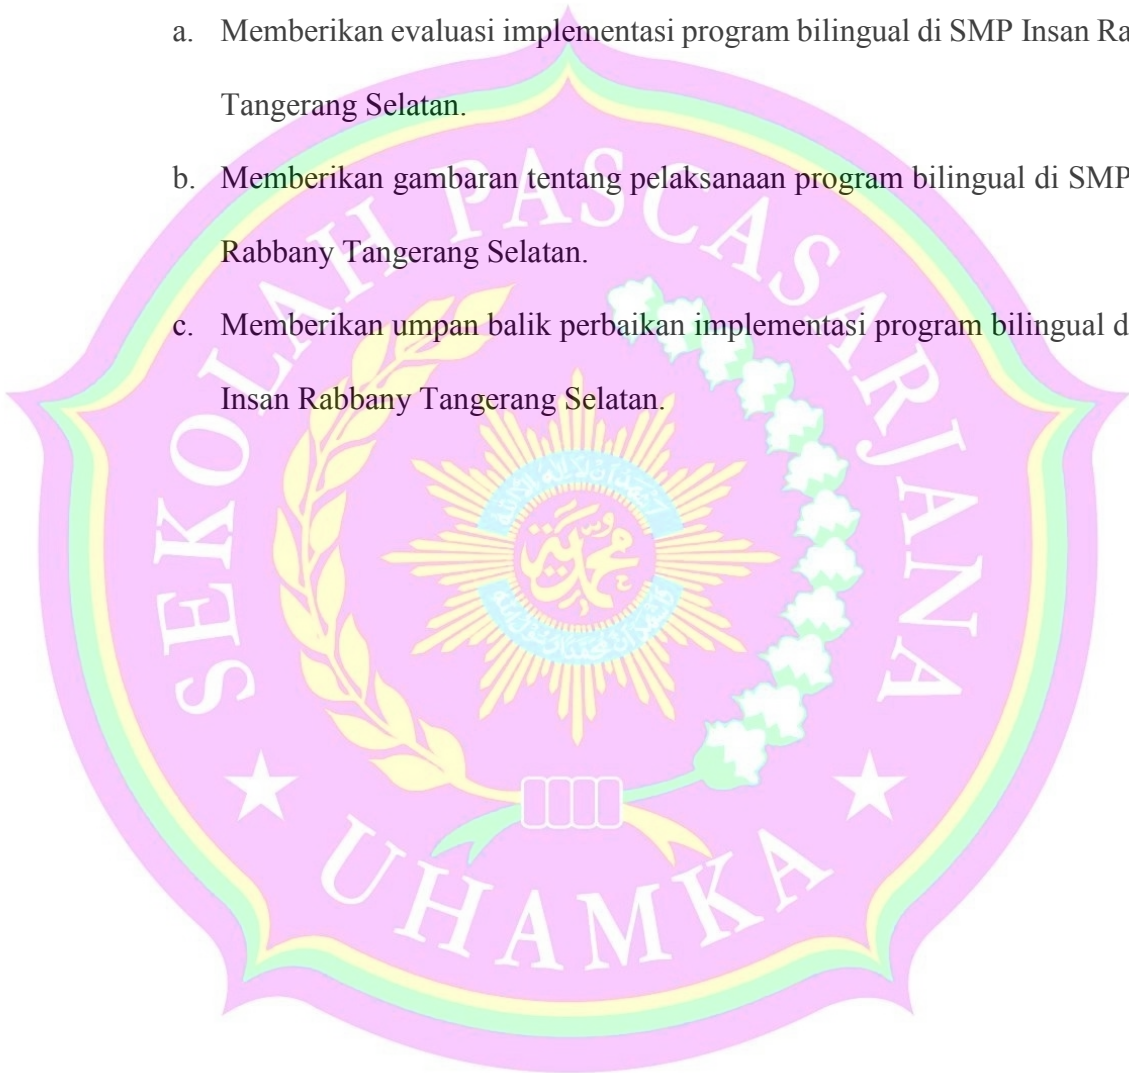 a. Memberikan evaluasi implementasi program bilingual di SMP Insan Ra
Tangerang Selatan.
b. Memberikan gambaran tentang pelaksanaan program bilingual di SMP
Rabbany Tangerang Selatan.
c. Memberikan umpan balik perbaikan implementasi program bilingual d
Insan Rabbany Tangerang Selatan.
SEKOLAH PASCASARJANA
محمدية
UHAMKA